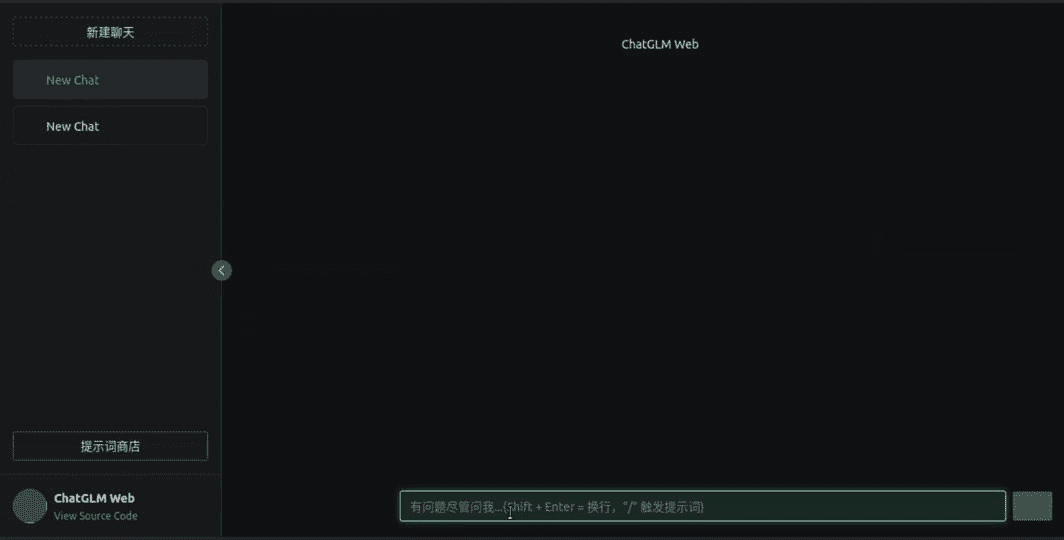 新建聊天
New Chat
New Chat
提示词商店
ChatGLM Web
View Source Code
ChatGLM Web
有问题尽管问我...(Shift + Enter = 换行，"/" 触发提示词)